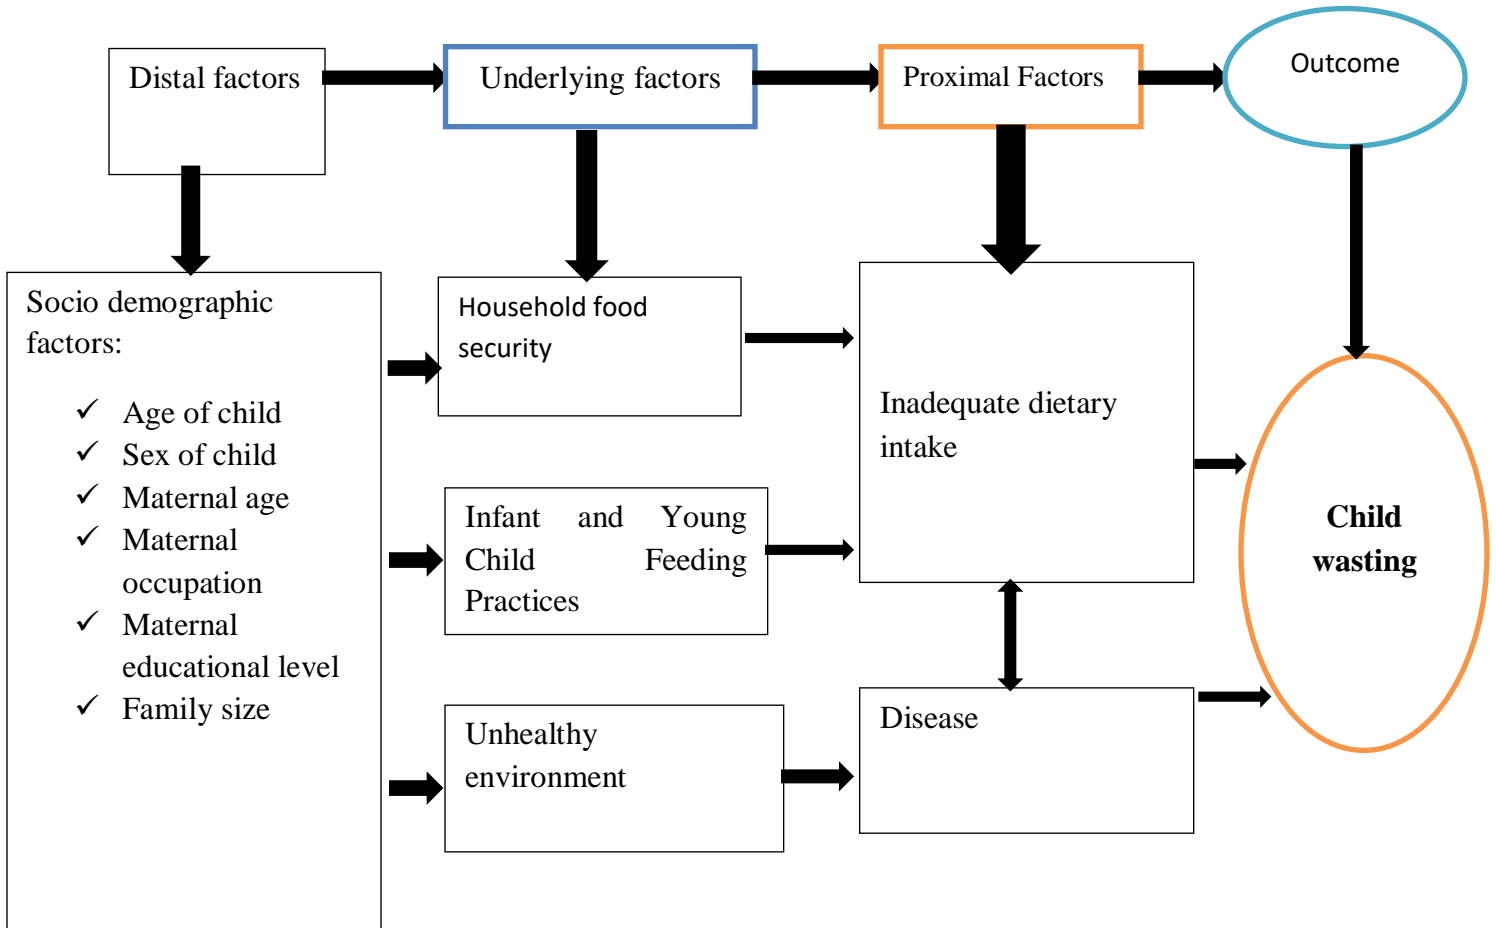 Distal factors
Underlying factors
Proximal Factors
Outcome
Socio demographic
factors:
✓ Age of child
✓ Sex of child
✓ Maternal age
✓ Maternal
occupation
✓ Maternal
educational level
✓ Family size
Household food
security
Infant and Young
Child Feeding
Practices
Unhealthy
environment
Inadequate dietary
intake
Disease
Child
wasting